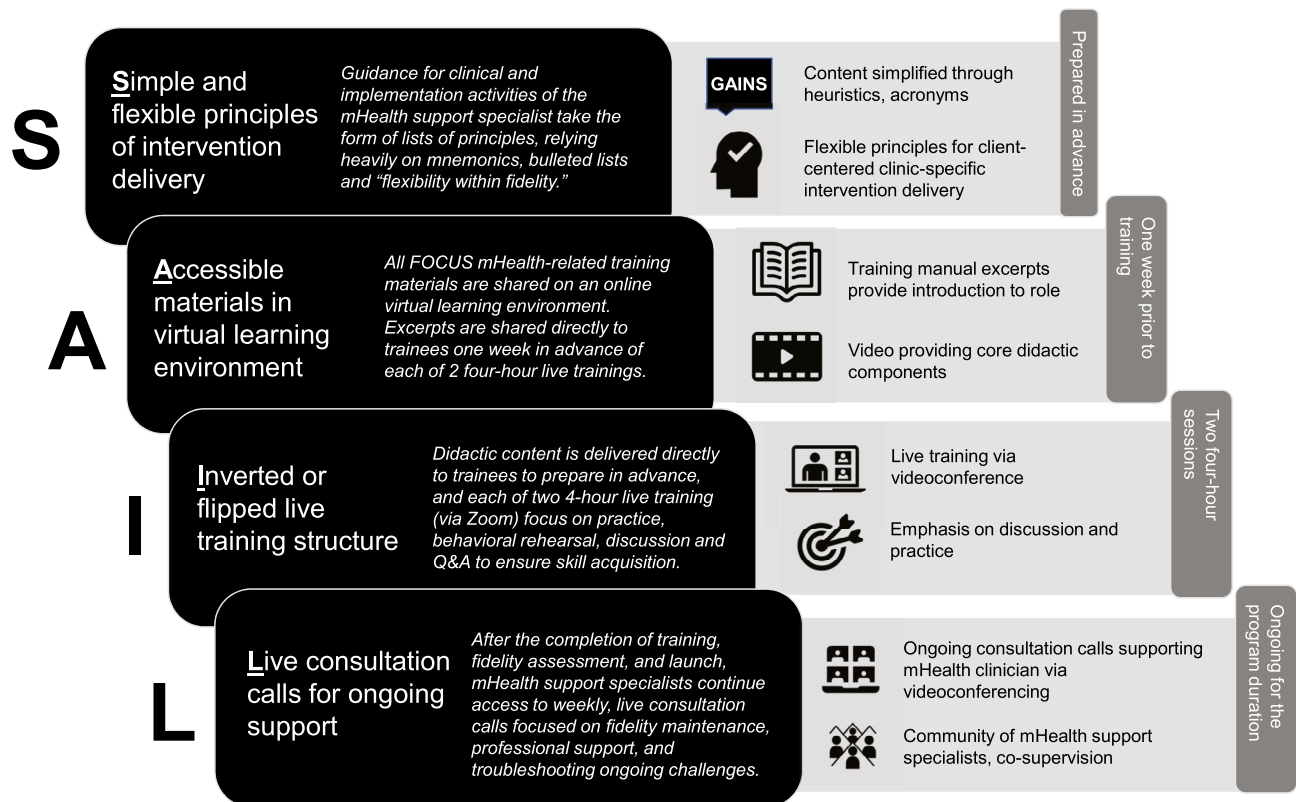 S
Simple and
flexible principles
of intervention
delivery
Guidance for clinical and
implementation activities of the
mHealth support specialist take the
form of lists of principles, relying
heavily on mnemonics, bulleted lists
and “flexibility within fidelity.”
GAINS
Content simplified through
heuristics, acronyms
Flexible principles for client-
centered clinic-specific
intervention delivery
Prepared in advance
A
Accessible
materials in
virtual learning
environment
All FOCUS mHealth-related training
materials are shared on an online
virtual learning environment.
Excerpts are shared directly to
trainees one week in advance of
each of 2 four-hour live trainings.
Training manual excerpts
provide introduction to role
Video providing core didactic
components
One week prior to
training
I
Inverted or
flipped live
training structure
Didactic content is delivered directly
to trainees to prepare in advance,
and each of two 4-hour live training
(via Zoom) focus on practice,
behavioral rehearsal, discussion and
Q&A to ensure skill acquisition.
Live training via
videoconference
Emphasis on discussion and
practice
Two four-hour
sessions
L
Live consultation
calls for ongoing
support
After the completion of training,
fidelity assessment, and launch,
mHealth support specialists continue
access to weekly, live consultation
calls focused on fidelity maintenance,
professional support, and
troubleshooting ongoing challenges.
Ongoing consultation calls supporting
mHealth clinician via
videoconferencing
Community of mHealth support
specialists, co-supervision
Ongoing for the
program duration